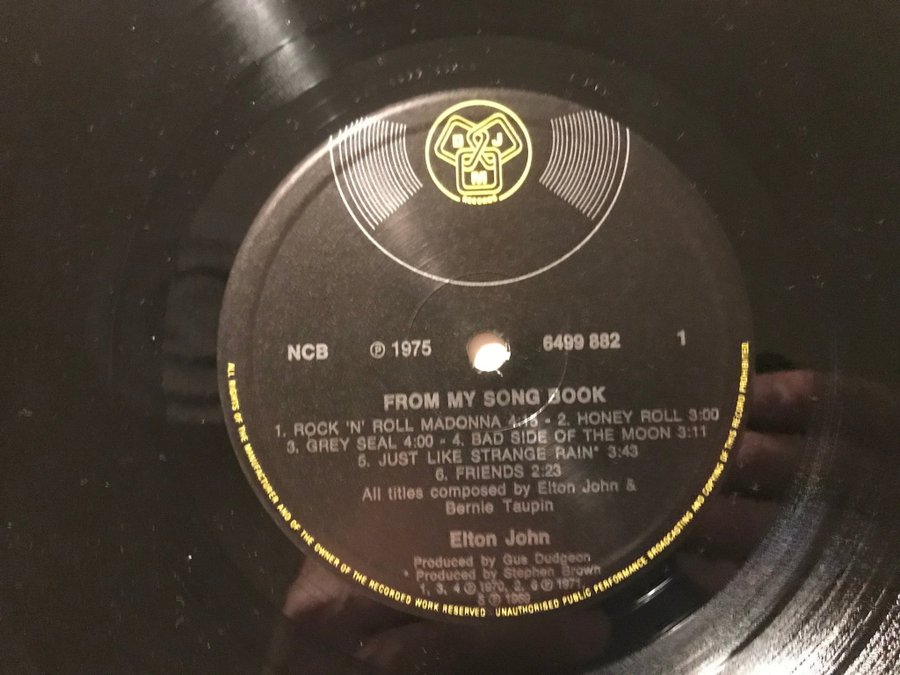 D J
M
RECORDS
NCB ℗ 1975 6499 882 1
FROM MY SONG BOOK
1. ROCK 'N' ROLL MADONNA 4:15 - 2. HONEY ROLL 3:00
3. GREY SEAL 4:00 - 4. BAD SIDE OF THE MOON 3:11
5. JUST LIKE STRANGE RAIN* 3:43
6. FRIENDS 2:23
All titles composed by Elton John &
Bernie Taupin
Elton John
Produced by Gus Dudgeon
* Produced by Stephen Brown
1, 3, 4 ℗ 1970, 2, 6 ℗ 1971
5 ℗ 1969
ALL RIGHTS OF THE MANUFACTURER AND OF THE OWNER OF THE RECORDED WORK RESERVED UNAUTHORISED PUBLIC PERFORMANCE BROADCASTING AND COPYING OF THIS RECORD PROHIBITED